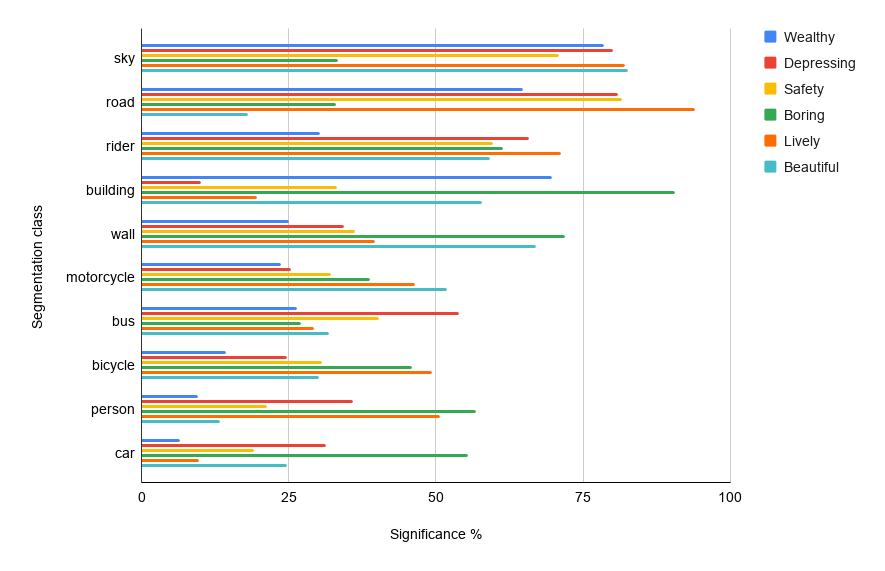 Wealthy
Depressing
Safety
Boring
Lively
Beautiful
Segmentation class
sky
road
rider
building
wall
motorcycle
bus
bicycle
person
car
0 25 50 75 100
Significance %